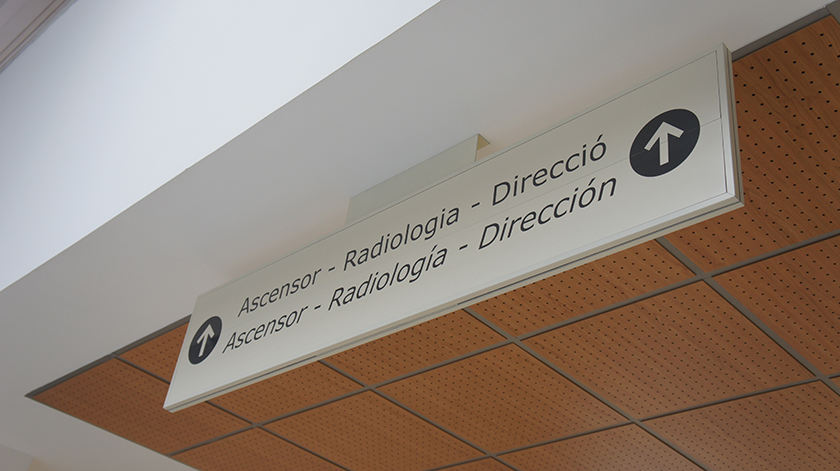 Ascensor - Radiologia - Direcció
Ascensor - Radiología - Dirección